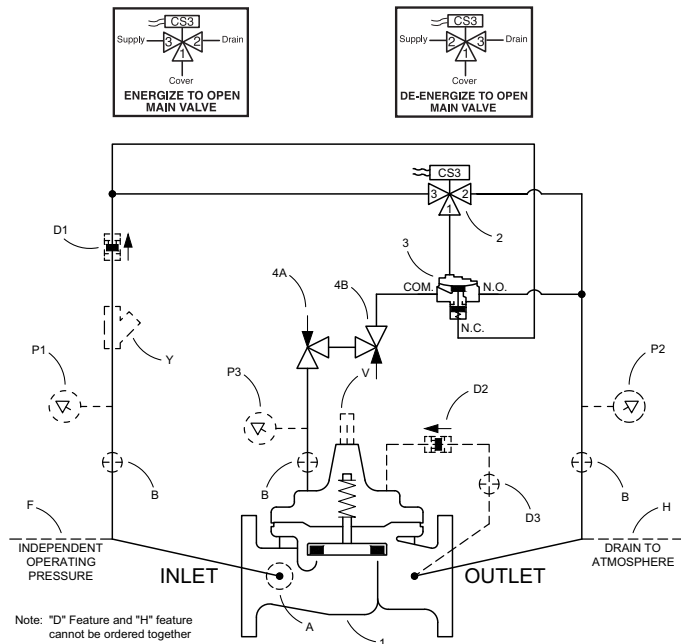 CS3
Supply
3
2
Drain
1
Cover
ENERGIZE TO OPEN
MAIN VALVE
CS3
Supply
2
3
Drain
1
Cover
DE-ENERGIZE TO OPEN
MAIN VALVE
CS3
3
2
1
2
D1
3
4A
4B
COM.
N.O.
N.C.
Y
P1
P3
V
D2
P2
B
B
D3
B
F
H
INDEPENDENT
OPERATING
PRESSURE
DRAIN TO
ATMOSPHERE
INLET
OUTLET
A
1
Note: "D" Feature and "H" feature
cannot be ordered together